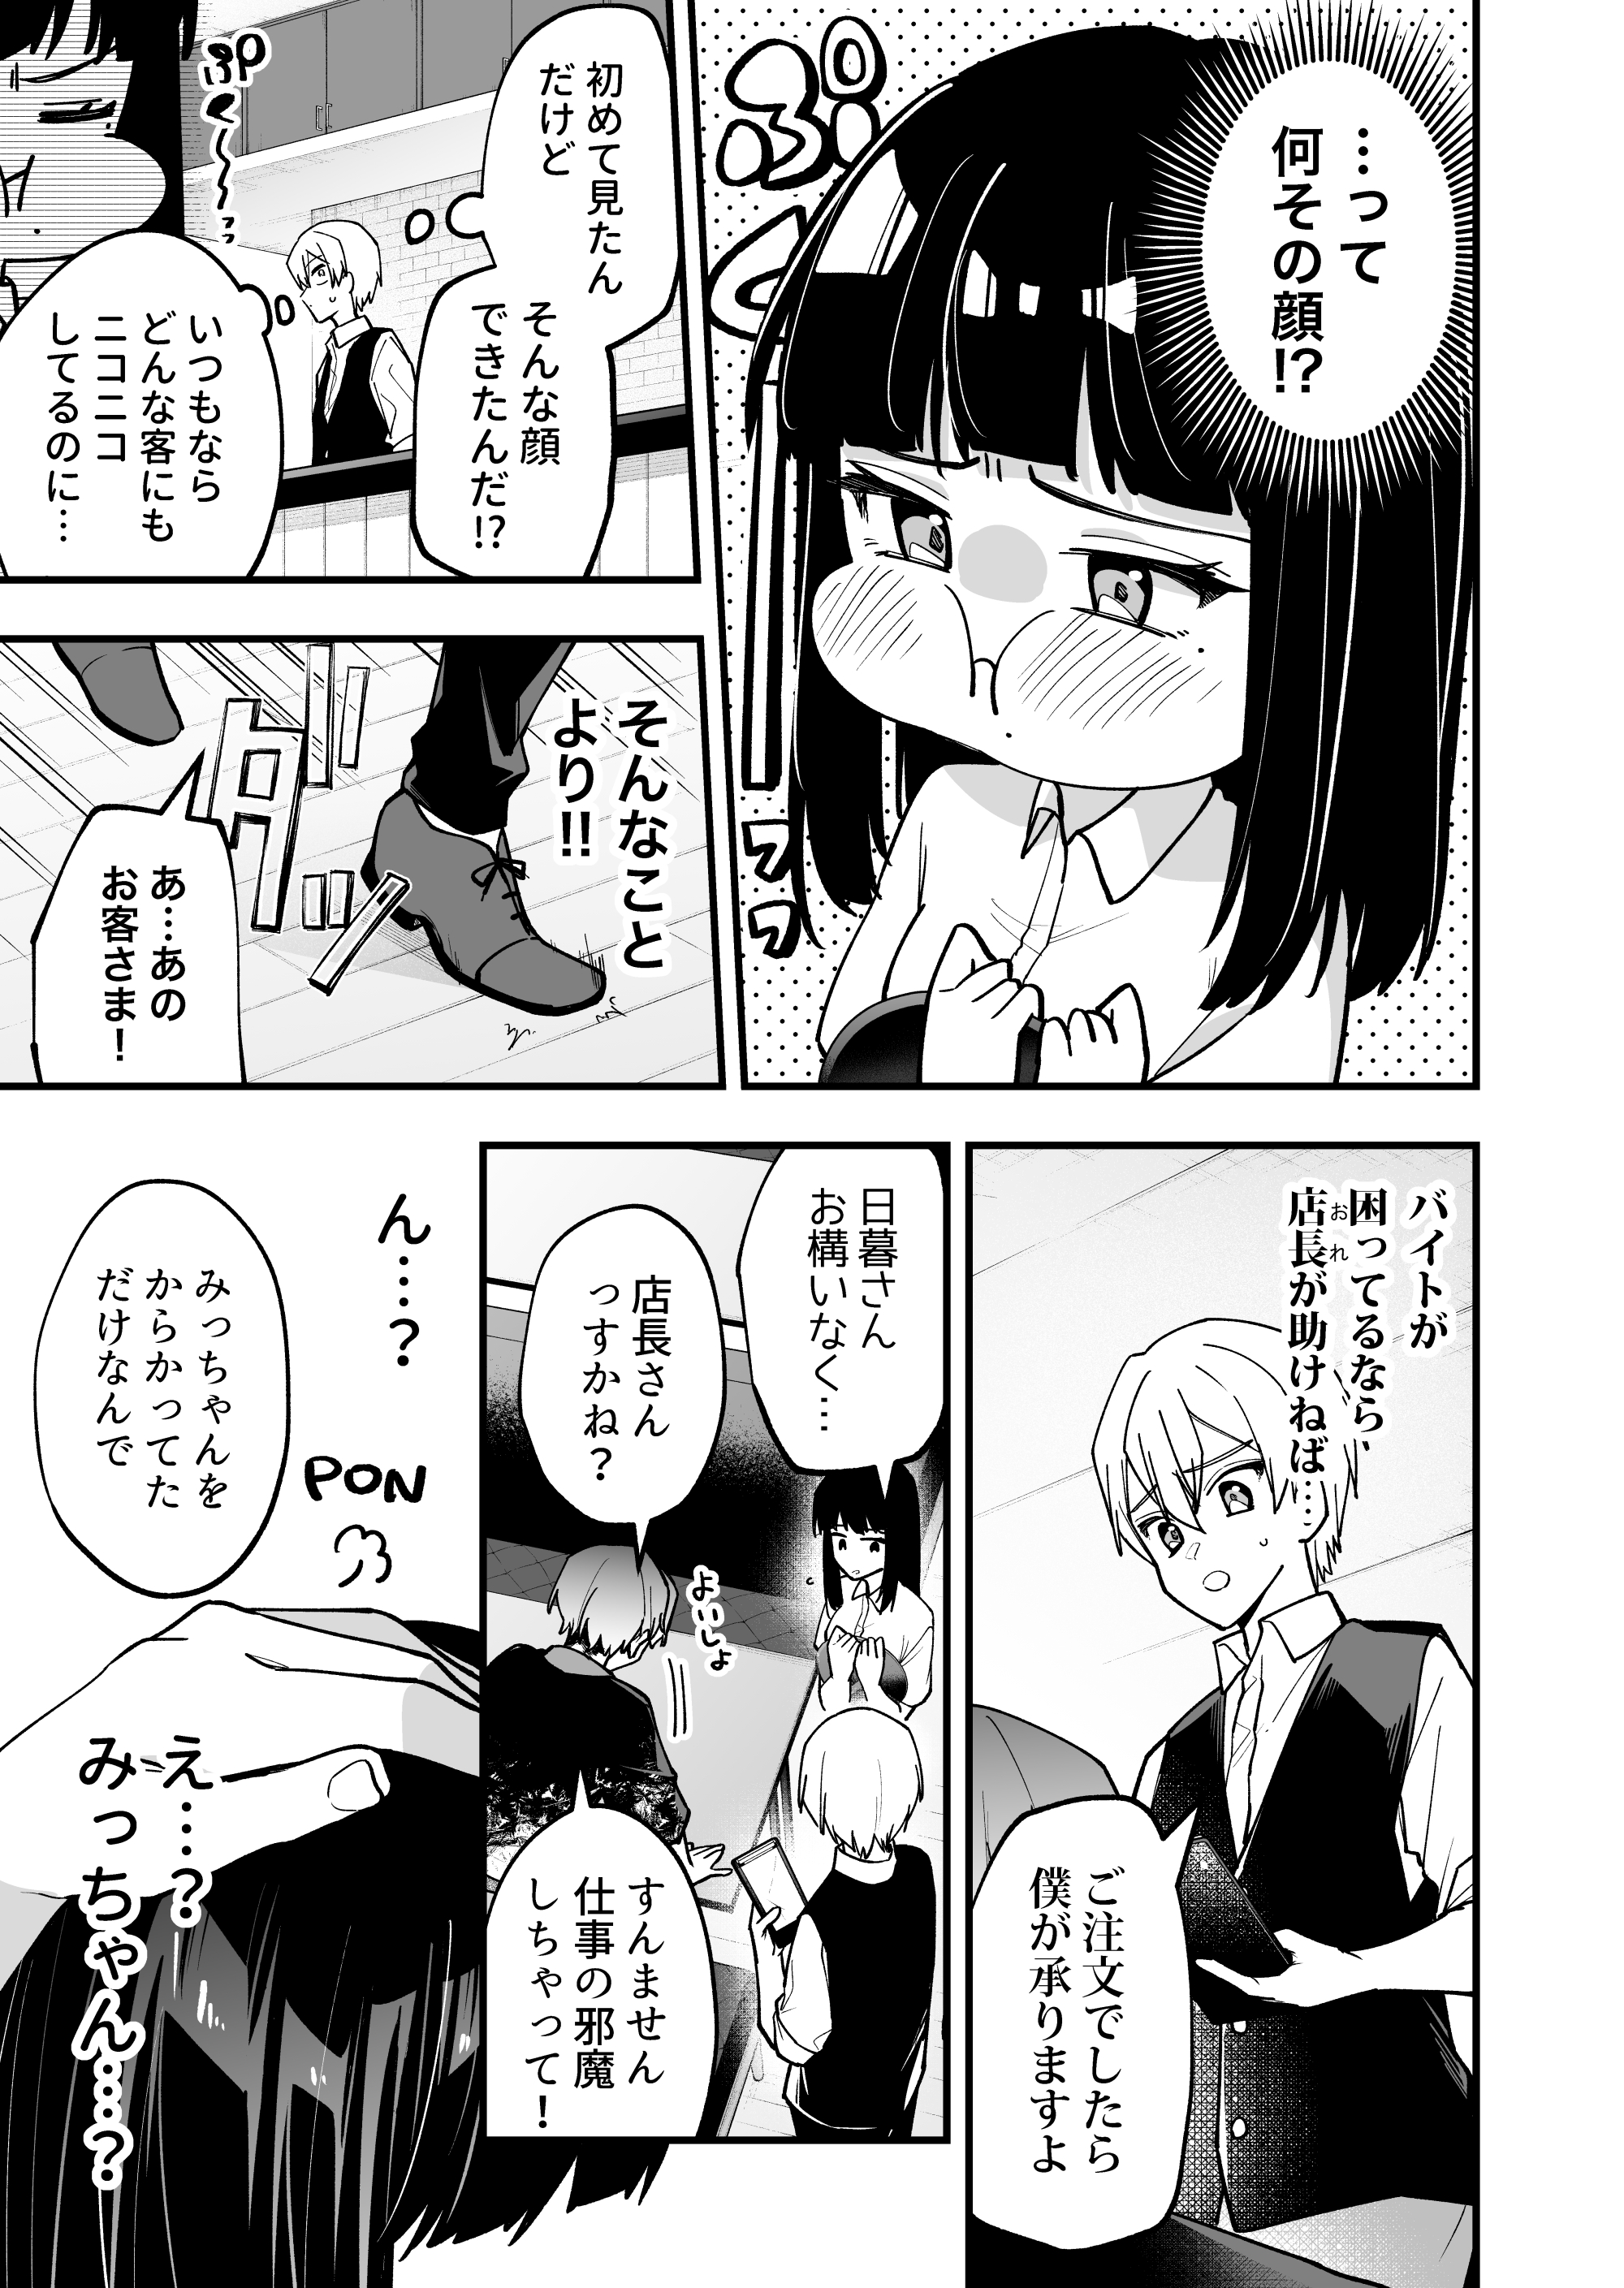 …って
何その顔!?
ぷく
ワワ
初めて見たん
だけど
そんな顔
できたんだ!?
ぷく〜〜っ
いつもなら
どんな客にも
ニコニコ
してるのに…
そんなこと
より!!
ダッ
あ…あの
お客さま！
バイトが
困ってるなら
店長が助けねば…
おれ
ご注文でしたら
僕が承りますよ
日暮さん
お構いなく…
店長さん
っすかね？
よいしょ
すんません
仕事の邪魔
しちゃって！
ん…？
みっちゃんを
からかってた
だけなんで
PON
え…？
みっちゃん…？